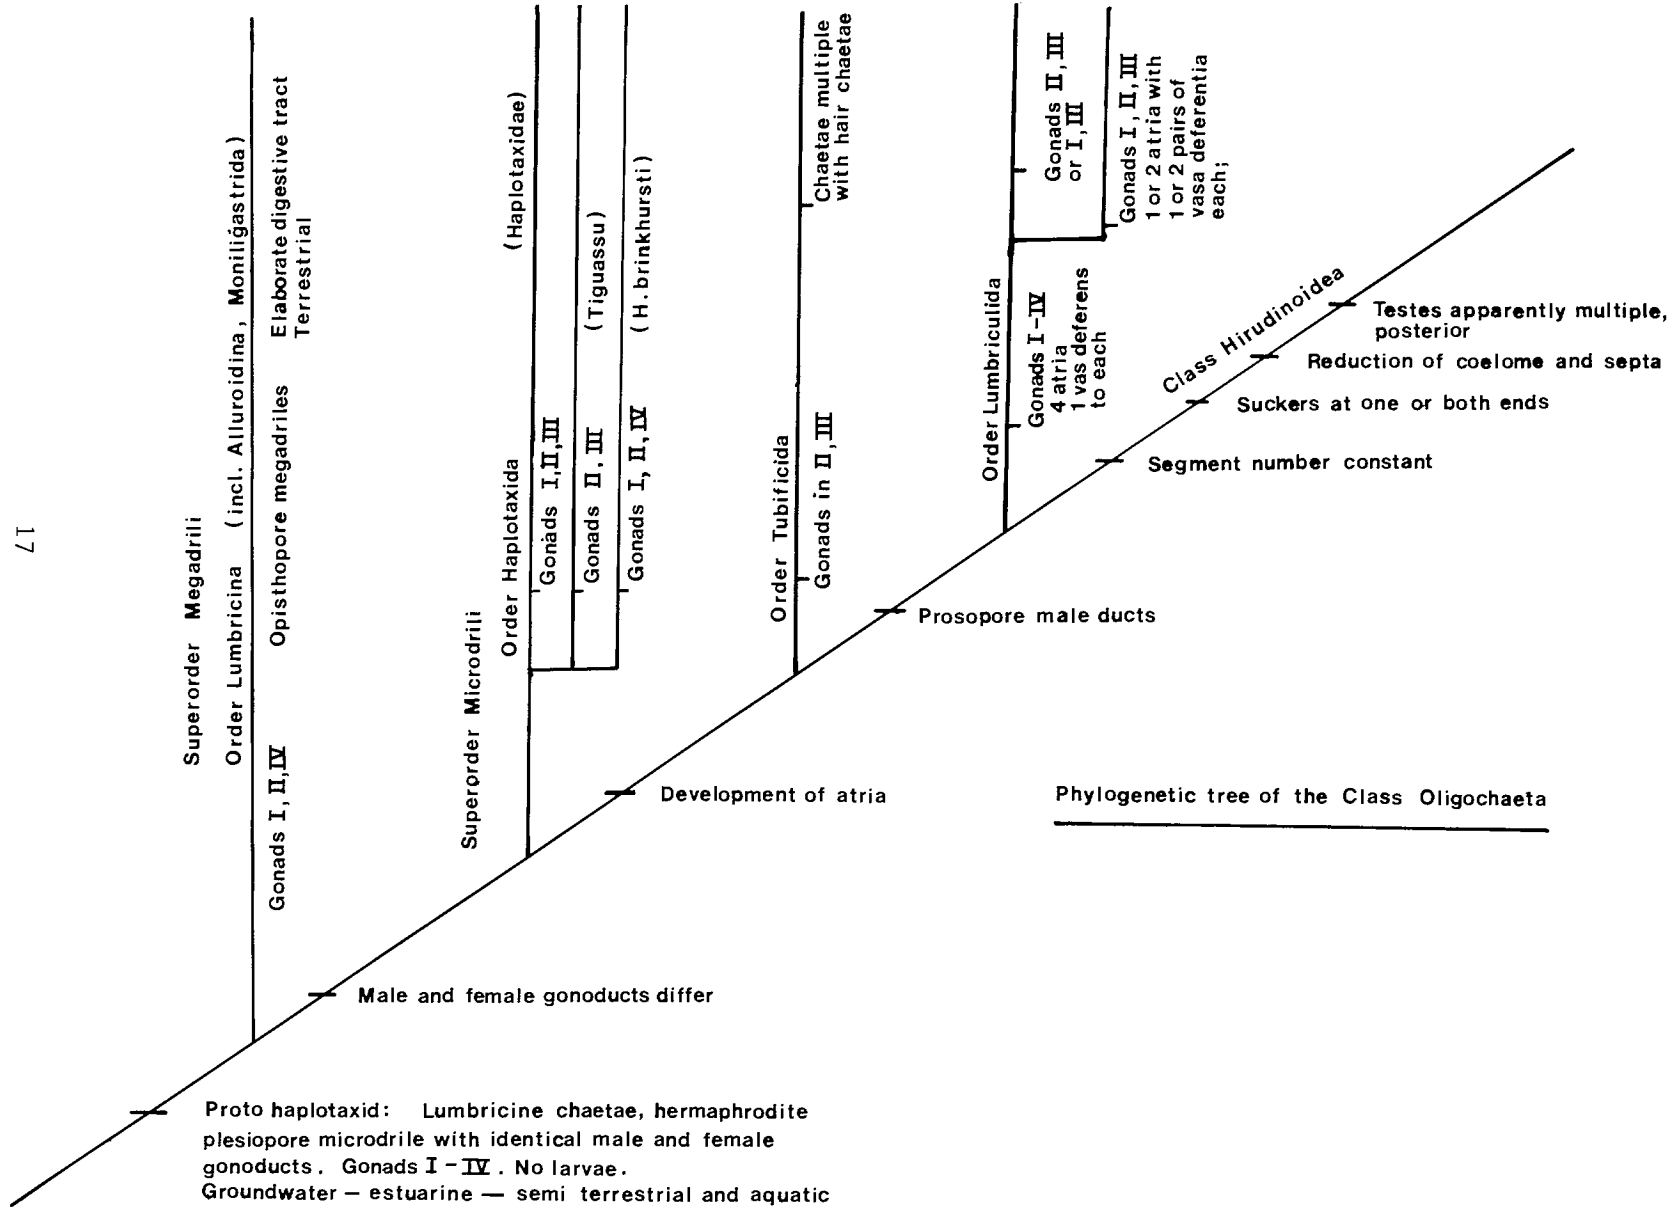 17
Superorder Megadrili
Order Lumbricina (incl. Alluroidina, Moniligastrida)
Gonads I, II, IV
Opisthopore megadriles
Elaborate digestive tract
Terrestrial
Superorder Microdrili
Order Haplotaxida
(Haplotaxidae)
Gonads I, II, III
Gonads II, III
(Tiguassu)
Gonads I, II, IV
(H. brinkhursti)
Order Tubificida
Gonads in II, III
Chaetae multiple
with hair chaetae
Order Lumbriculida
Gonads I-IV
4 atria
1 vas deferens
to each
Gonads II, III
or I, III
Gonads I, II, III
1 or 2 atria with
1 or 2 pairs of
vasa deferentia
each;
Class Hirudinoidea
Testes apparently multiple,
posterior
Reduction of coelome and septa
Suckers at one or both ends
Segment number constant
Prosopore male ducts
Development of atria
Phylogenetic tree of the Class Oligochaeta
Male and female gonoducts differ
Proto haplotaxid: Lumbricine chaetae, hermaphrodite
plesiopore microdrile with identical male and female
gonoducts. Gonads I-IV. No larvae.
Groundwater – estuarine — semi terrestrial and aquatic